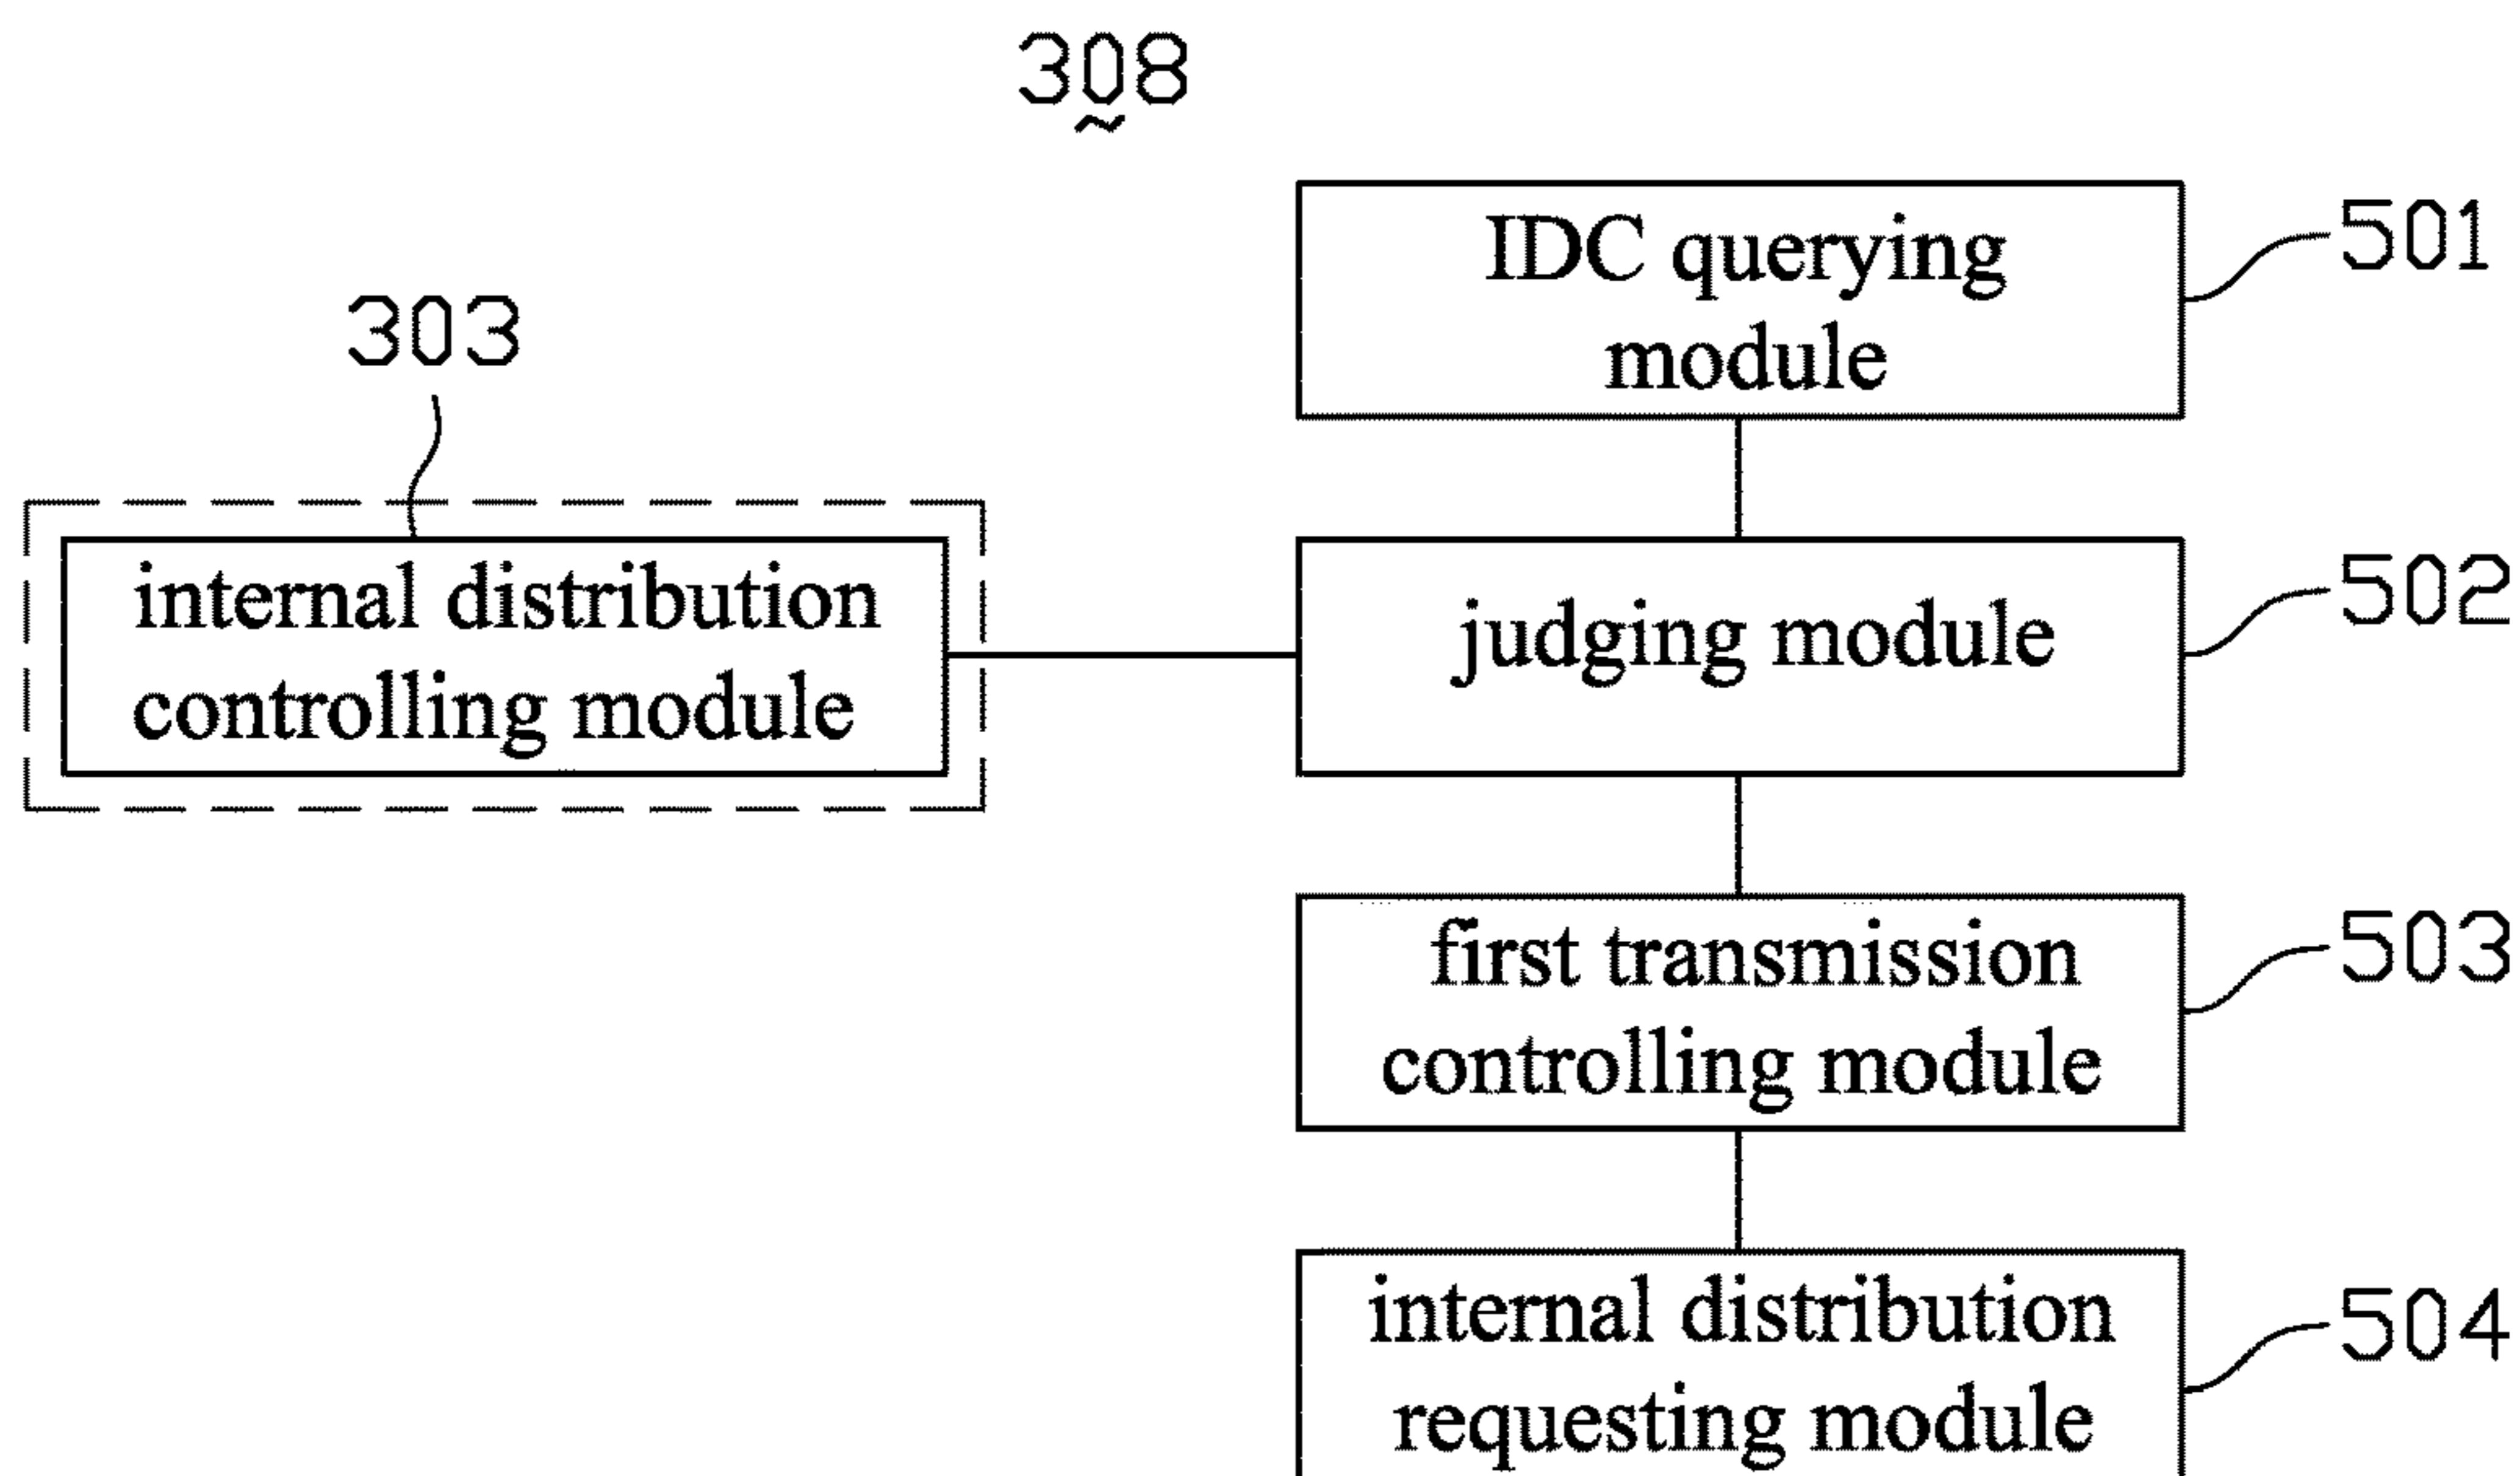 308
IDC querying
module
501
303
internal distribution
controlling module
judging module
502
first transmission
controlling module
503
internal distribution
requesting module
504